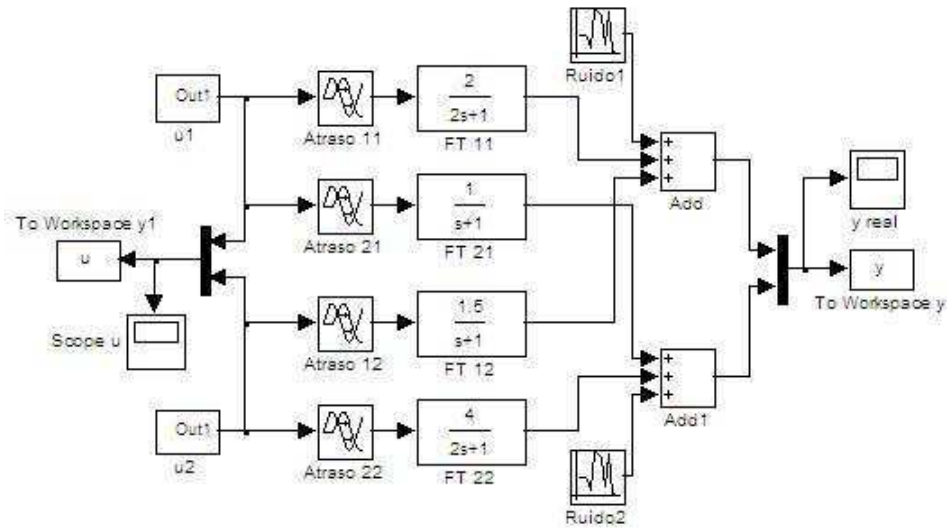 Ruido1
Out1
u1
Atraso 11
2
2s+1
FT 11
+
+
+
Add
Atraso 21
1
s+1
FT 21
y real
To Workspace y1
u
Scope u
y
To Workspace y
Atraso 12
1.5
s+1
FT 12
+
+
+
Add1
Out1
u2
Atraso 22
4
2s+1
FT 22
Ruido2